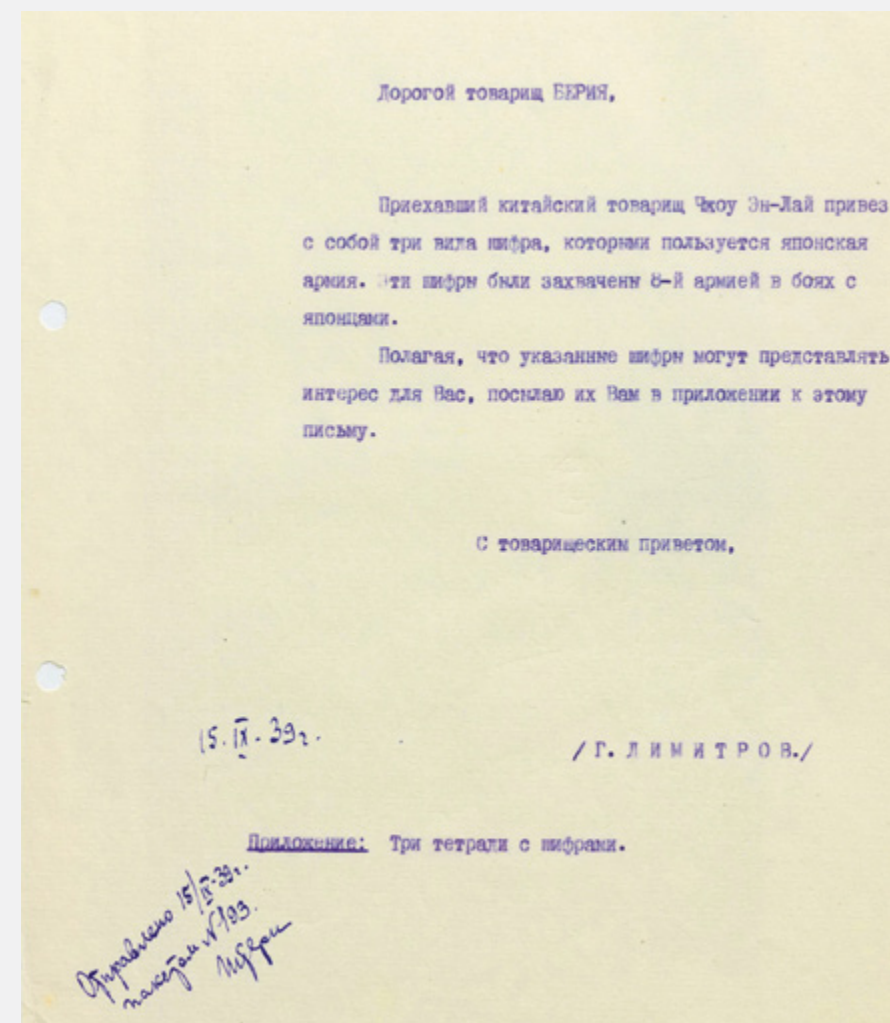 Дорогой товарищ БЕРИЯ,
Приехавший китайский товарищ Чжоу Эн-Лай привез
с собой три вида шифра, которыми пользуется японская
армия. Эти шифры были захвачены 8-й армией в боях с
японцами.
Полагая, что указанные шифры могут представлять
интерес для Вас, посылаю их Вам в приложении к этому
письму.
С товарищеским приветом,
15.IX-39г.
/Г. ДИМИТРОВ./
Приложение: Три тетради с шифрами.
Отправлено 15/IX-39г.
пакетом №193.